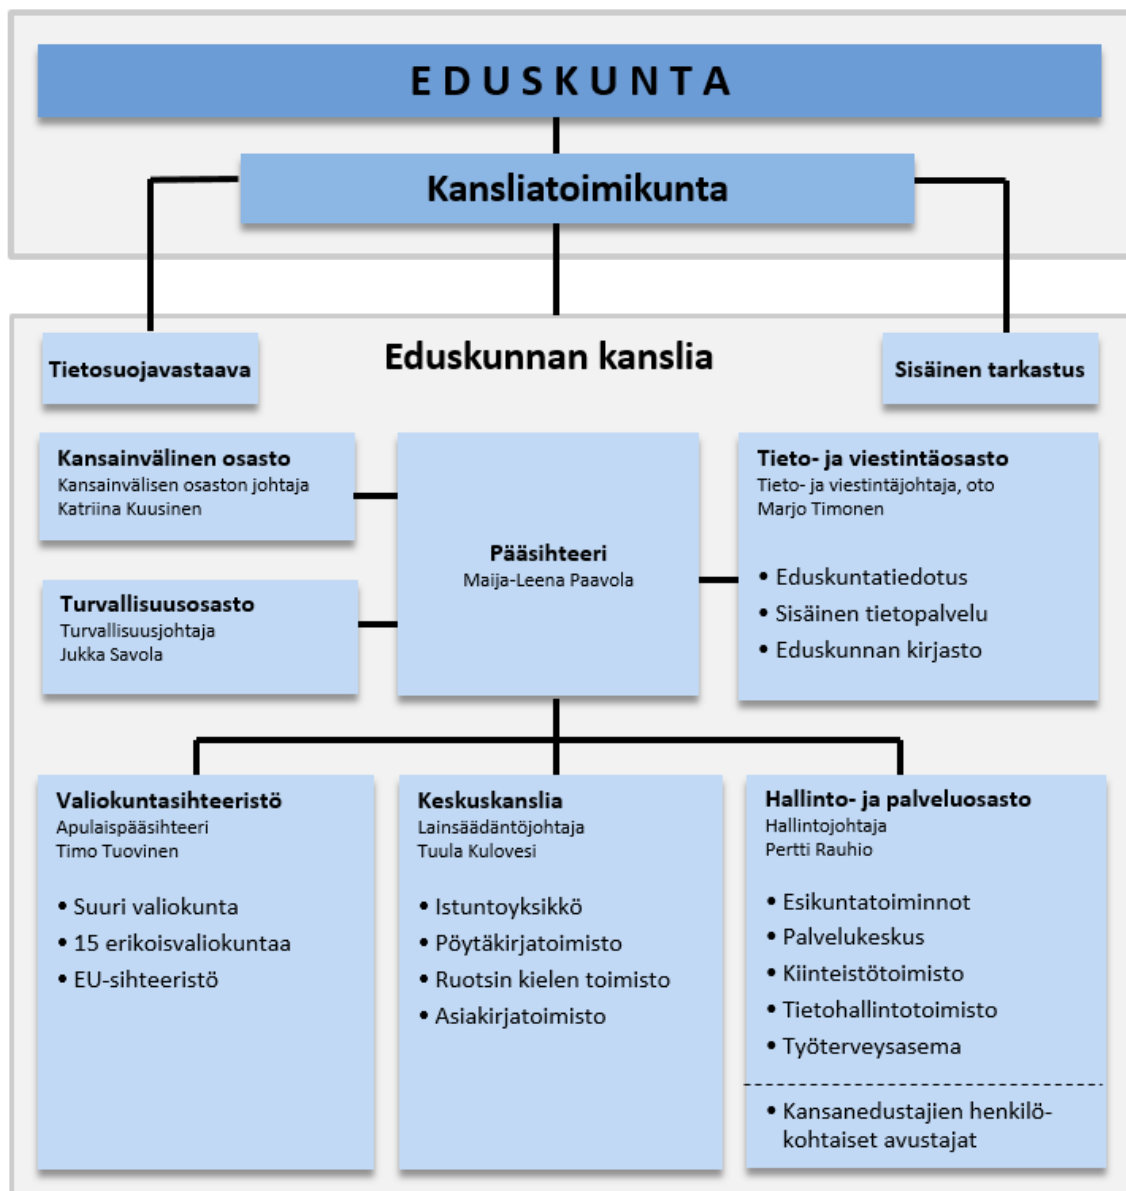 EDUSKUNTA
Kansliatoimikunta
Tietosuojavastaava
Eduskunnan kanslia
Sisäinen tarkastus
Kansainvälinen osasto
Kansainvälisen osaston johtaja
Katriina Kuusinen
Turvallisuusosasto
Turvallisuusjohtaja
Jukka Savola
Pääsihteeri
Maija-Leena Paavola
Tieto- ja viestintäosasto
Tieto- ja viestintäjohtaja, oto
Marjo Timonen
• Eduskuntatiedotus
• Sisäinen tietopalvelu
• Eduskunnan kirjasto
Valiokuntasihteeristö
Apulaispääsihteeri
Timo Tuovinen
• Suuri valiokunta
• 15 erikoisvaliokuntaa
• EU-sihteeristö
Keskuskanslia
Lainsäädäntöjohtaja
Tuula Kulovesi
• Istuntoyksikkö
• Pöytäkirjatoimisto
• Ruotsin kielen toimisto
• Asiakirjatoimisto
Hallinto- ja palveluosasto
Hallintojohtaja
Pertti Rauhio
• Esikuntatoiminnot
• Palvelukeskus
• Kiinteistötoimisto
• Tietohallintotoimisto
• Työterveysasema
• Kansanedustajien henkilö-
kohtaiset avustajat